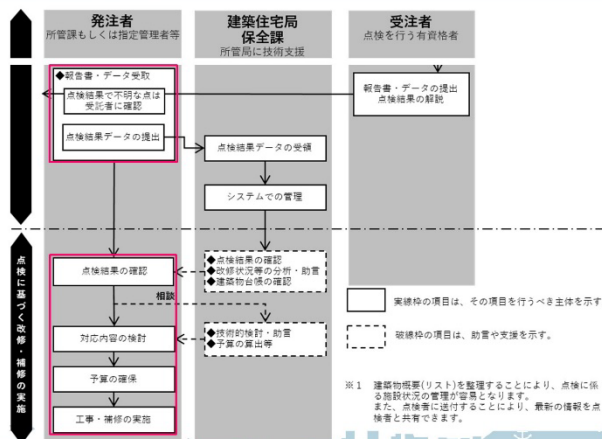 発注者
所管課もしくは指定管理者等
建築住宅局
保全課
所管局に技術支援
受注者
点検を行う有資格者
◆報告書・データ受取
点検結果で不明な点は
受託者に確認
点検結果データの提出
報告書・データの提出
点検結果の解説
点検結果データの受領
システムでの管理
点検に基づく改修・補修の実施
点検結果の確認
◆点検結果の確認
◆改修状況等の分析・助言
◆建築物台帳の確認
相談
対応内容の検討
◆技術的検討・助言
◆予算の算出等
予算の確保
工事・補修の実施
実線枠の項目は、その項目を行うべき主体を示す
破線枠の項目は、助言や支援を示す。
※1 建築物概要(リスト)を整理することにより、点検に係
る施設状況の管理が容易となります。
また、点検者に送付することにより、最新の情報を点
検者と共有できます。